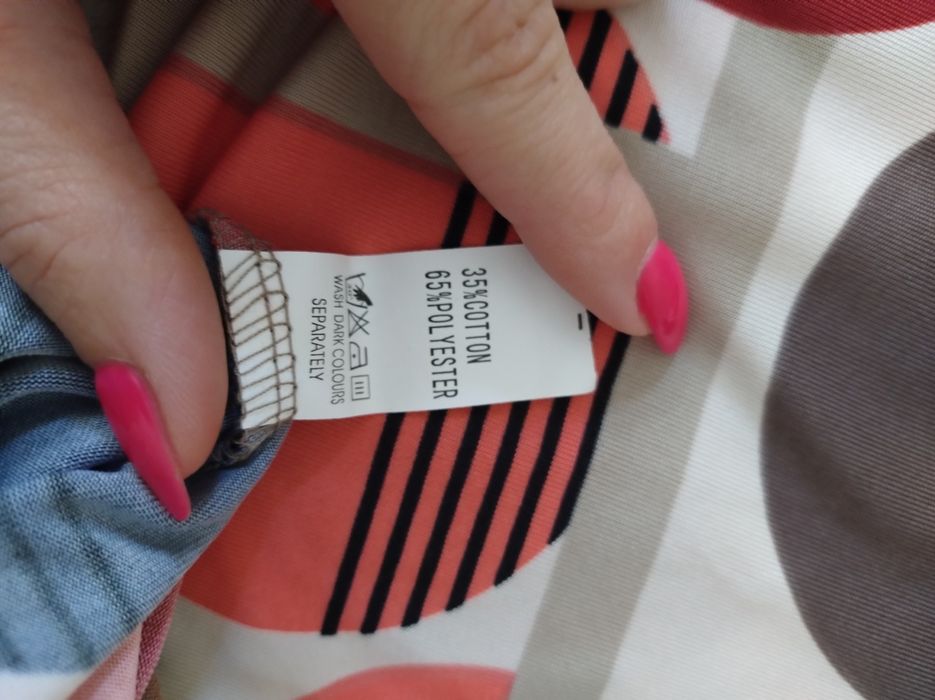 35%COTTON
65%POLYESTER
WASH DARK COLOURS
SEPARATELY